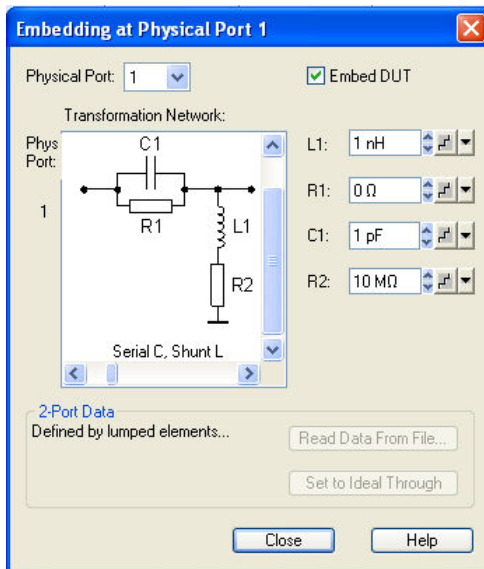 Embedding at Physical Port 1
Physical Port: 1
Embed DUT
Transformation Network:
Phys Port:
1
C1
R1
L1
R2
Serial C, Shunt L
L1: 1 nH
R1: 0 Ω
C1: 1 pF
R2: 10 MΩ
2-Port Data
Defined by lumped elements...
Read Data From File...
Set to Ideal Through
Close
Help